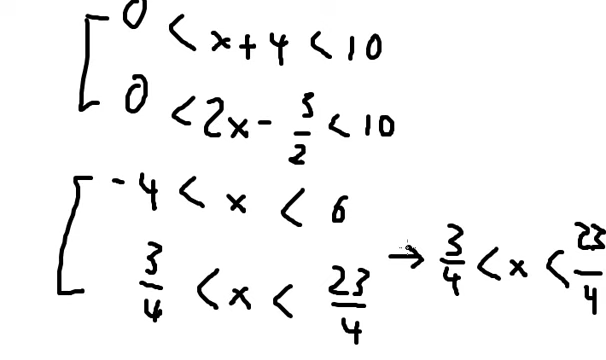 0 < x + 4 < 10
0 < 2x - 3/2 < 10
-4 < x < 6
3/4 < x < 23/4 → 3/4 < x < 23/4